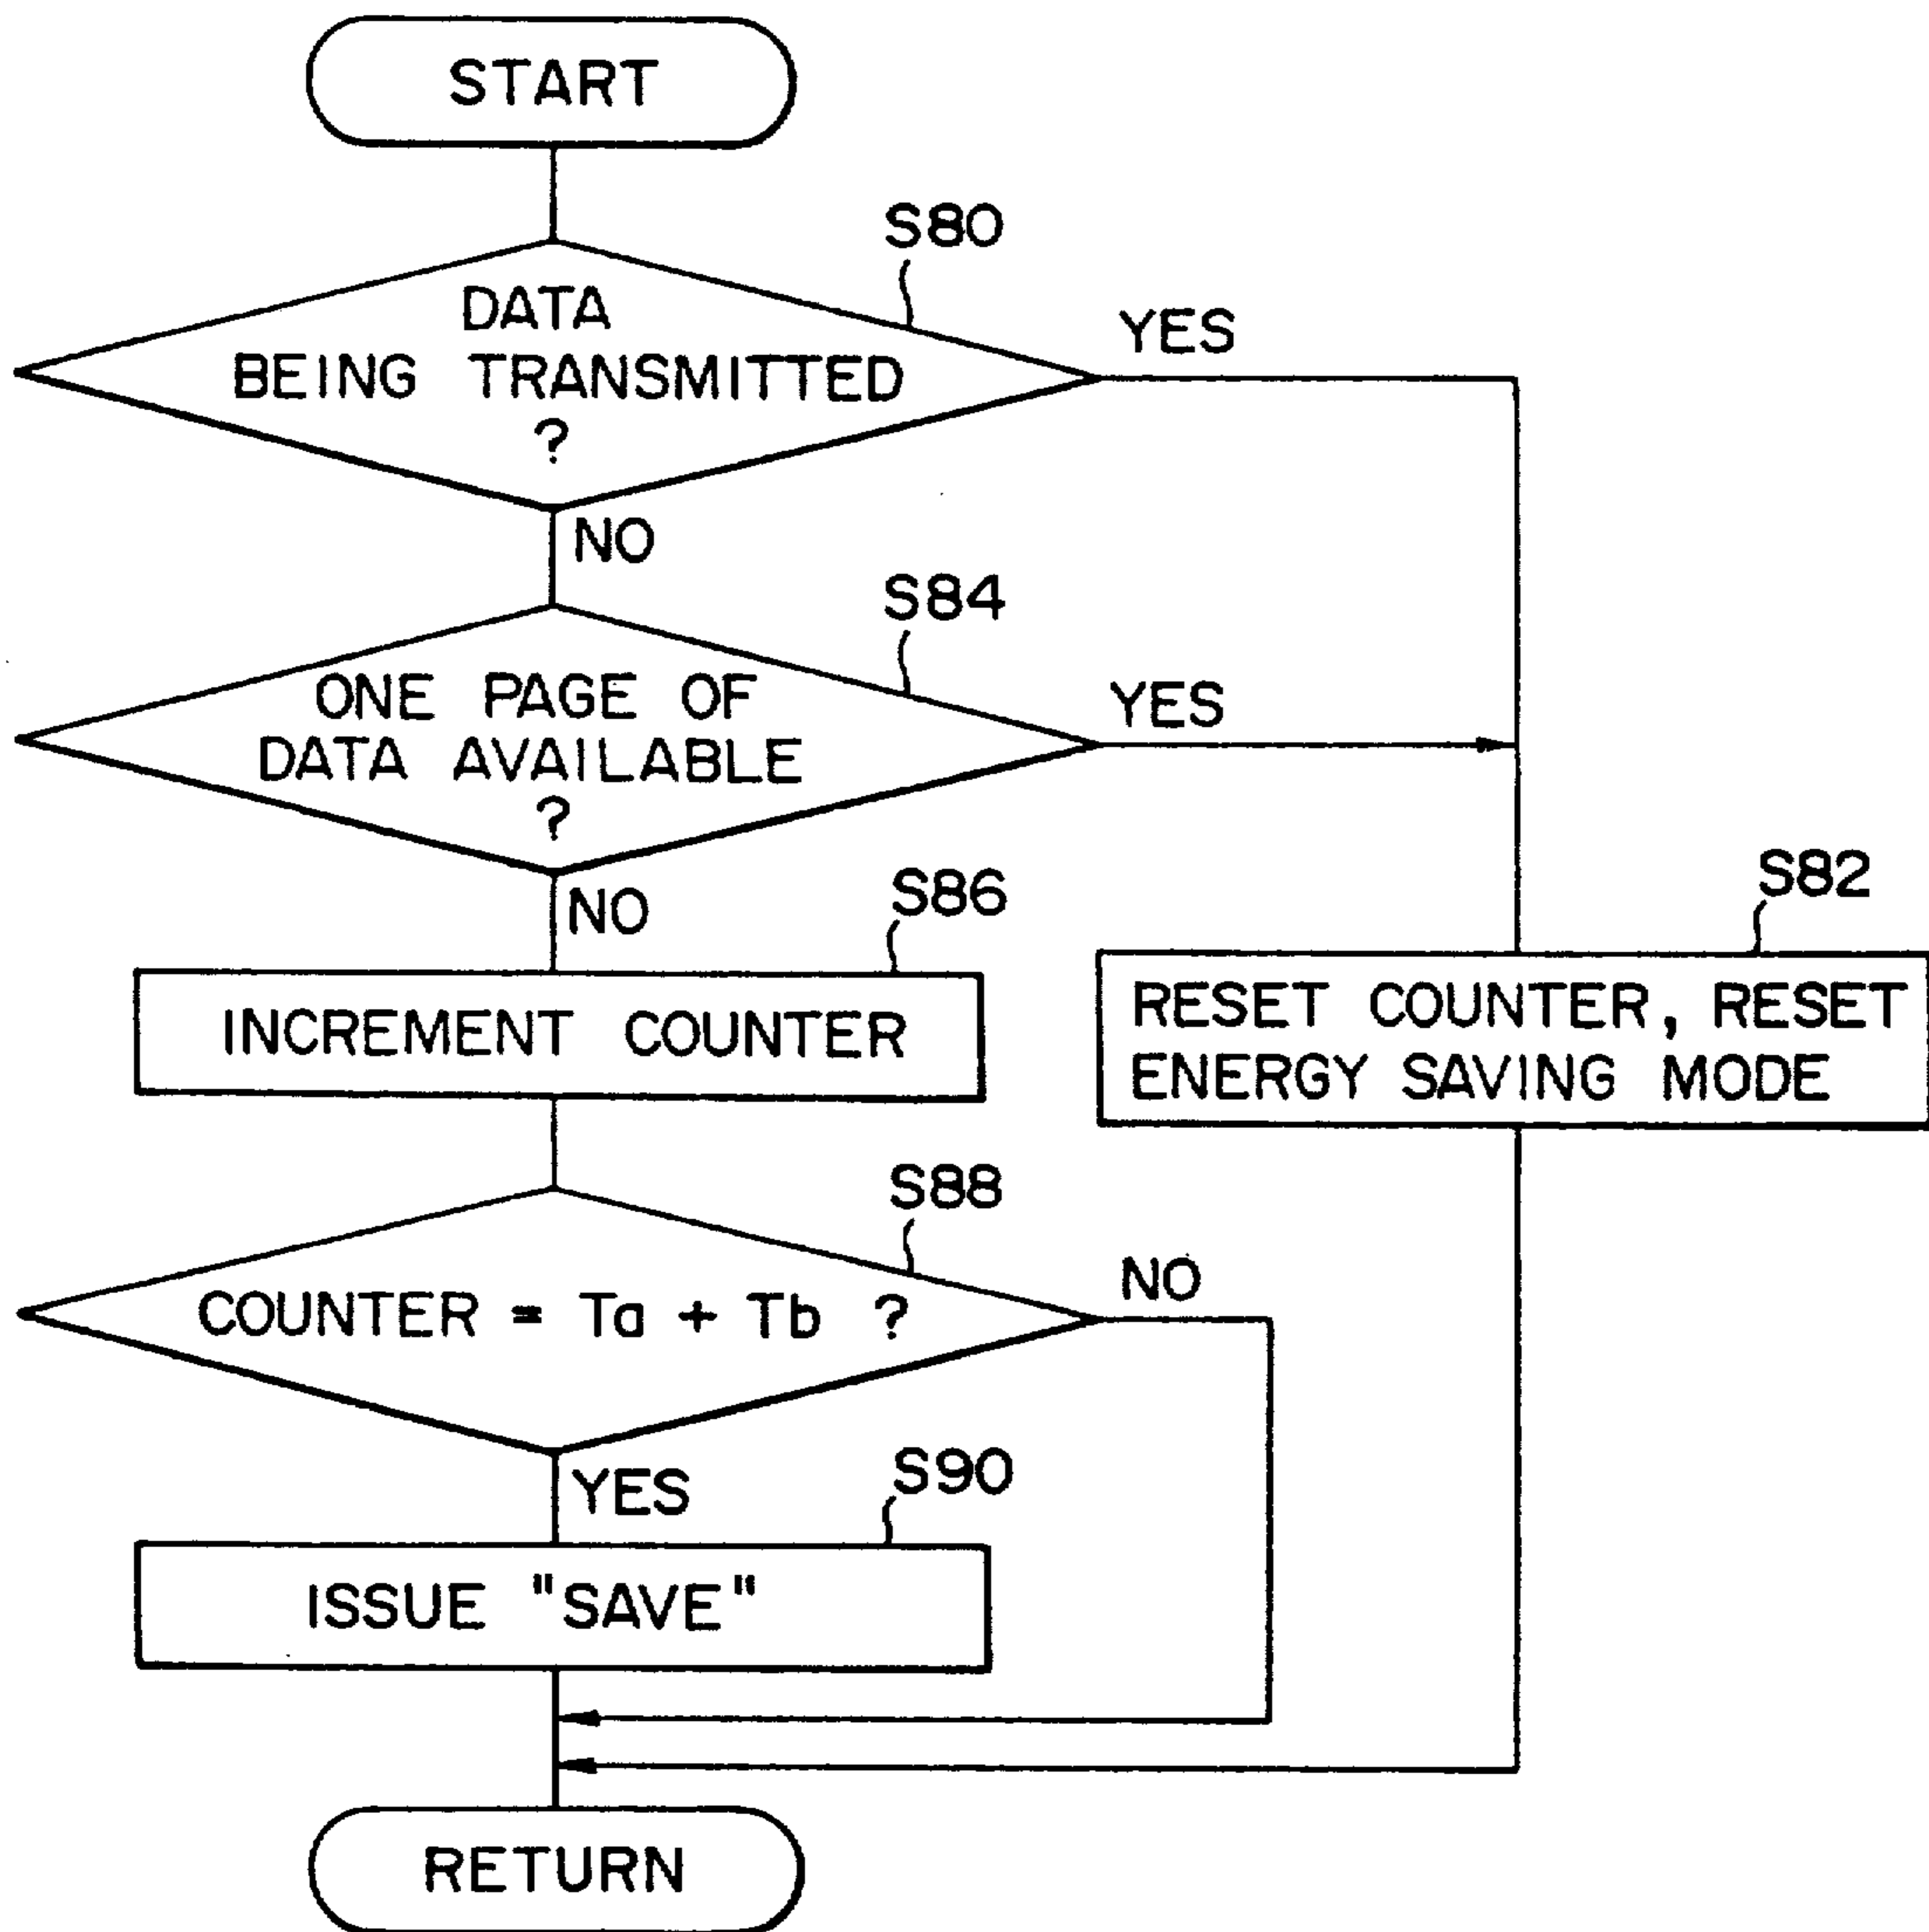 START
S80
DATA
BEING TRANSMITTED
?
YES
NO
S84
ONE PAGE OF
DATA AVAILABLE
?
YES
NO
S86
INCREMENT COUNTER
S82
RESET COUNTER, RESET
ENERGY SAVING MODE
S88
COUNTER = Ta + Tb ?
NO
YES
S90
ISSUE "SAVE"
RETURN